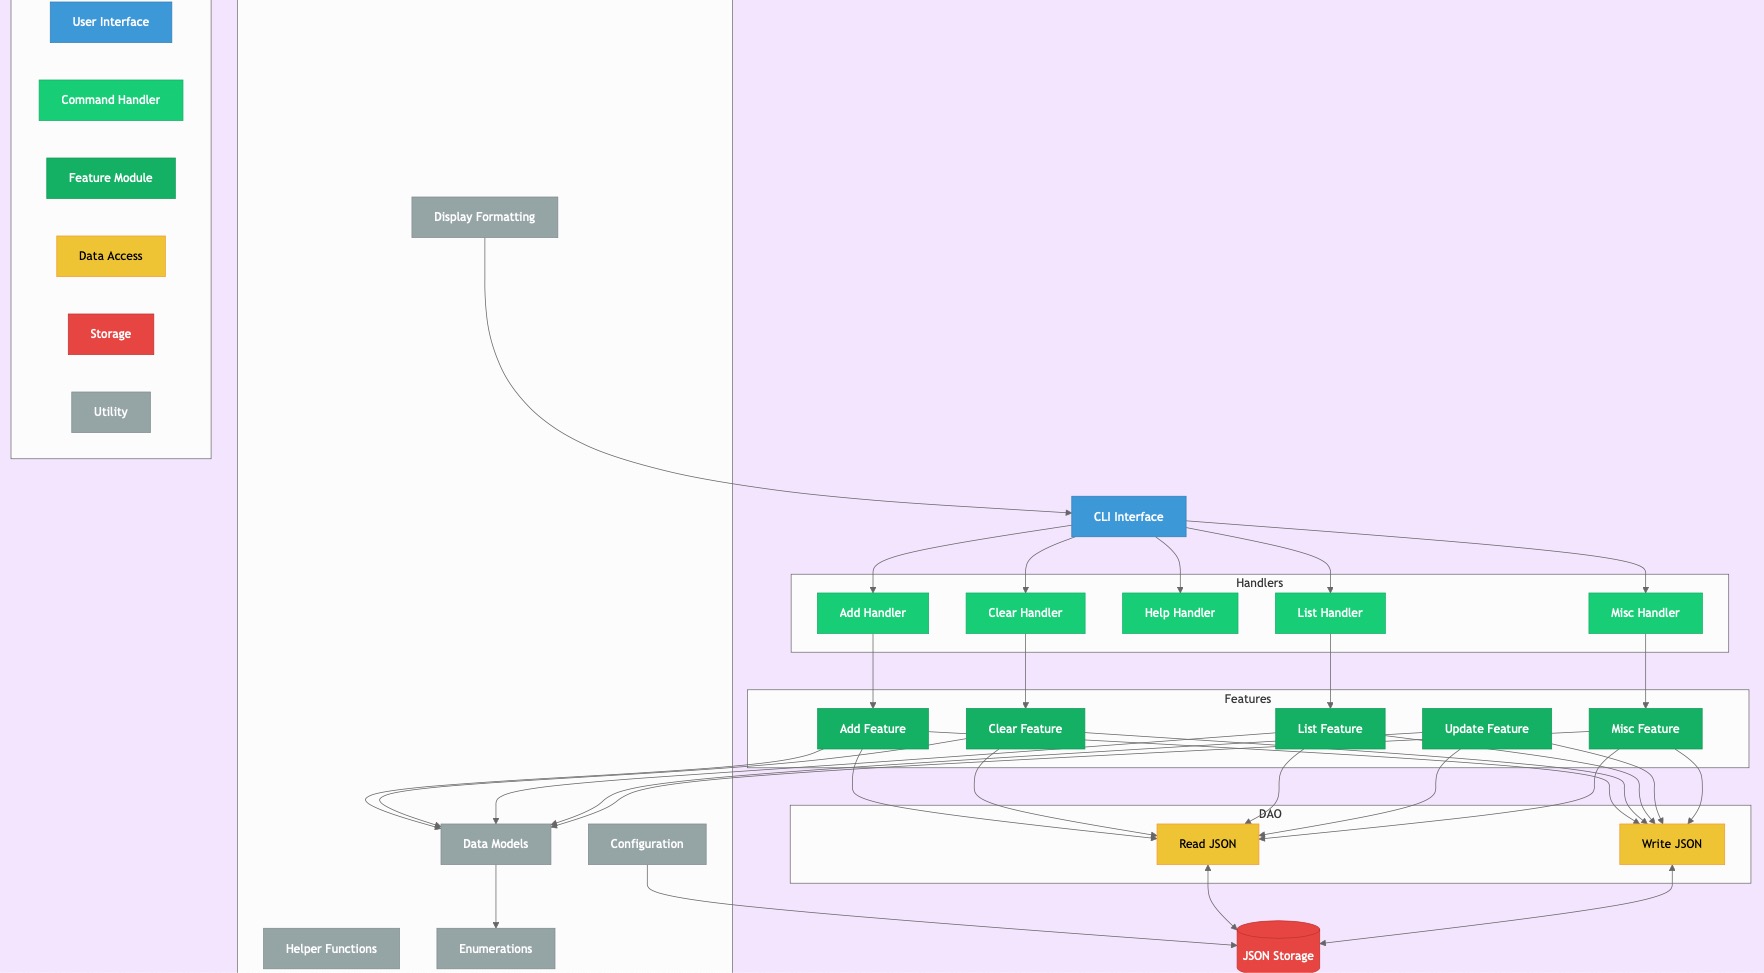 User Interface
Command Handler
Feature Module
Data Access
Storage
Utility
Display Formatting
CLI Interface
Handlers
Add Handler
Clear Handler
Help Handler
List Handler
Misc Handler
Features
Add Feature
Clear Feature
List Feature
Update Feature
Misc Feature
Data Models
Configuration
DAO
Read JSON
Write JSON
Helper Functions
Enumerations
JSON Storage